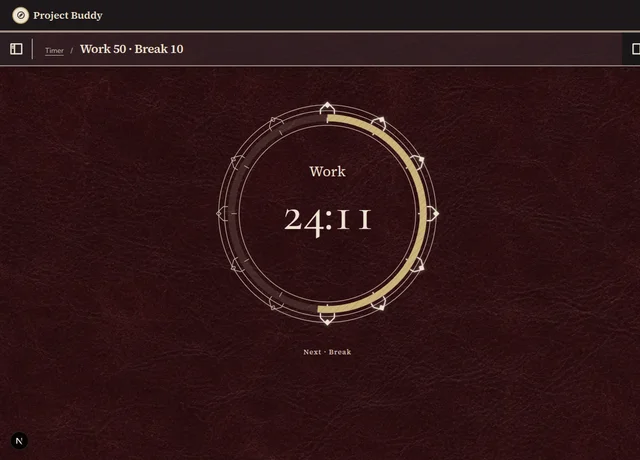 Project Buddy
Timer / Work 50 · Break 10
Work
24:11
Next · Break
N